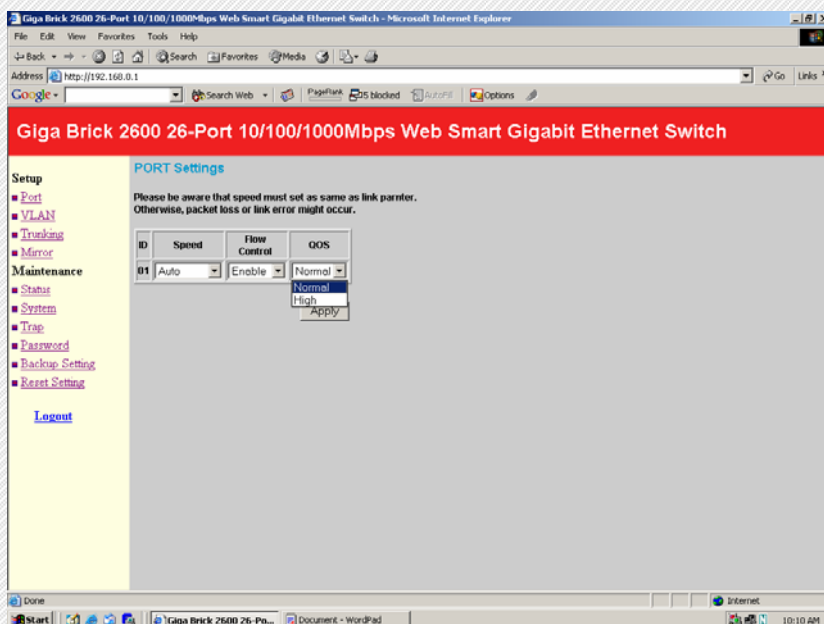 Giga Brick 2600 26-Port 10/100/1000Mbps Web Smart Gigabit Ethernet Switch - Microsoft Internet Explorer
File Edit View Favorites Tools Help
Back Search Favorites Media
Address http://192.168.0.1 Go Links
Google Search Web PageRank 5 blocked AutoFill Options
Giga Brick 2600 26-Port 10/100/1000Mbps Web Smart Gigabit Ethernet Switch
Setup
Port
VLAN
Trunking
Mirror
Maintenance
Status
System
Trap
Password
Backup Setting
Reset Setting
Logout
PORT Settings
Please be aware that speed must set as same as link parnter.
Otherwise, packet loss or link error might occur.
ID Speed Flow Control QOS
01 Auto Enable Normal
Normal
High
Apply
Done Internet
Start Giga Brick 2600 26-Po... Document - WordPad 10:10 AM